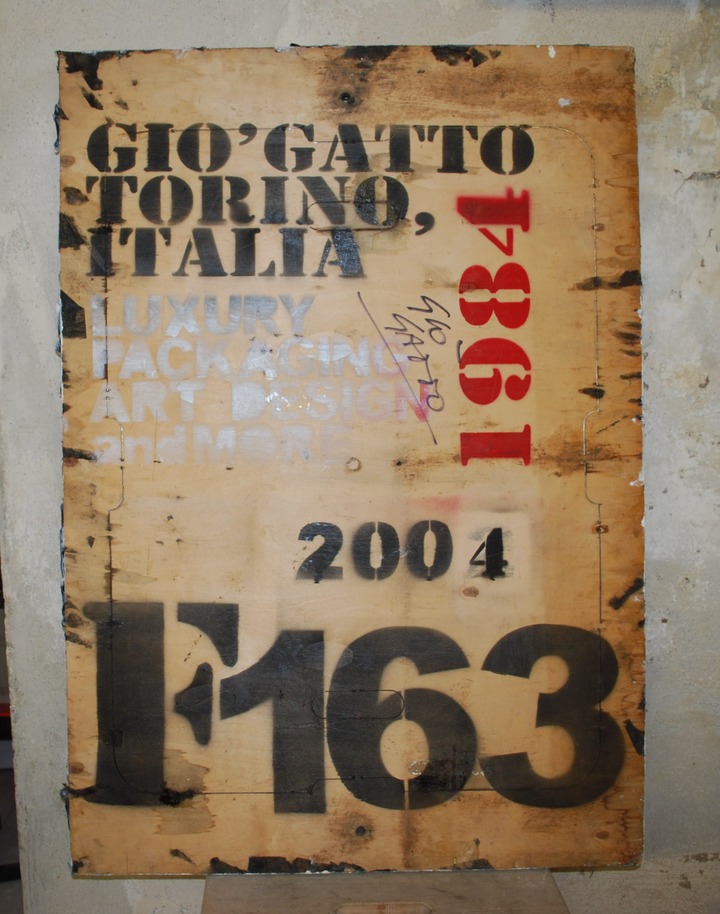 GIO'GATTO
TORINO,
ITALIA
1984
LUXURY
PACKAGING
ART DESIGN
and MORE
GIO
GATTO
2004
F163